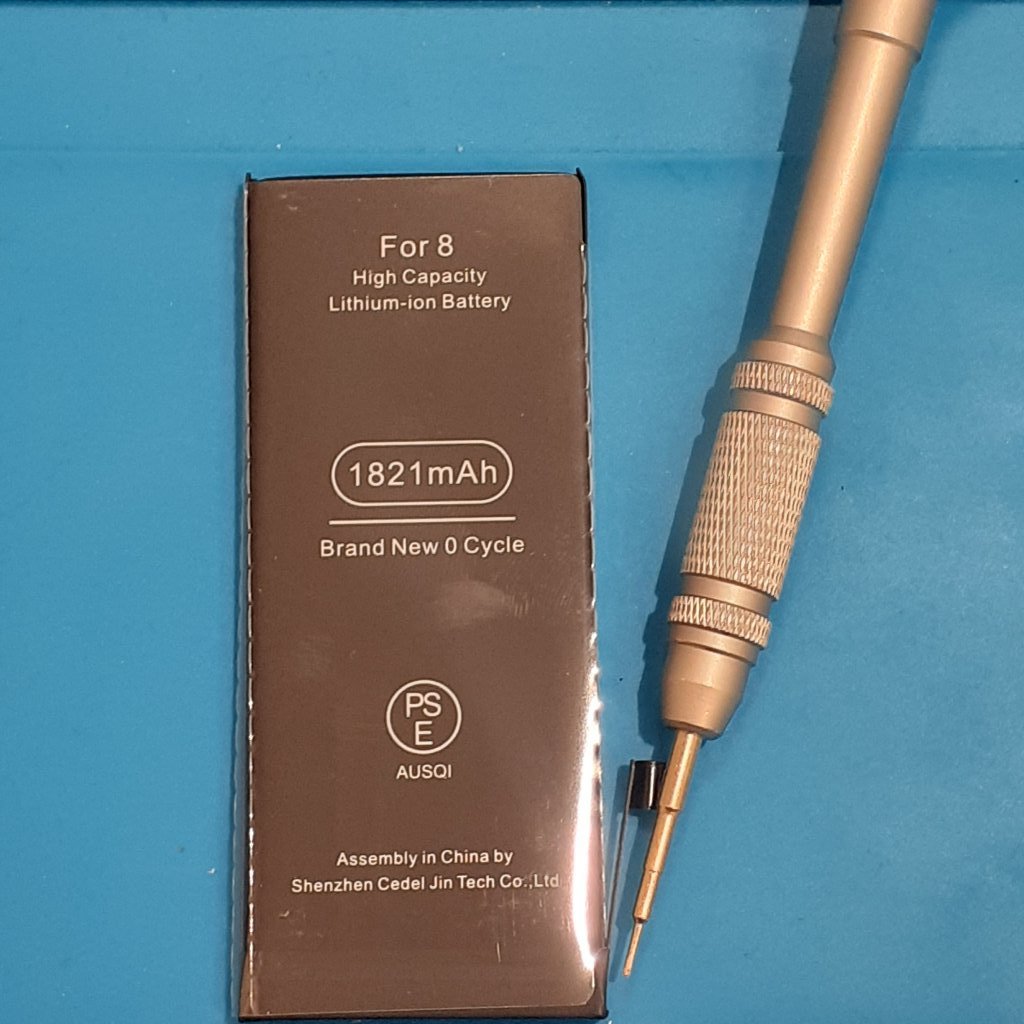 For 8
High Capacity
Lithium-ion Battery
1821mAh
Brand New 0 Cycle
PS
E
AUSQI
Assembly in China by
Shenzhen Cedel Jin Tech Co.,Ltd